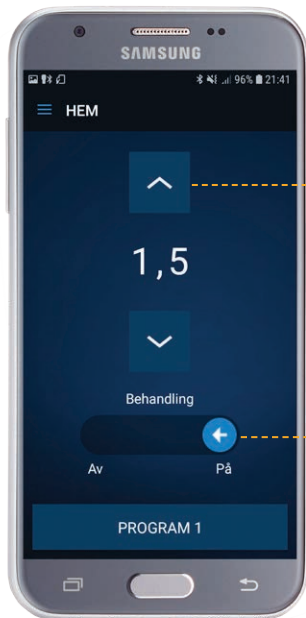 SAMSUNG
96% 21:41
HEM
1,5
Behandling
Av På
PROGRAM 1